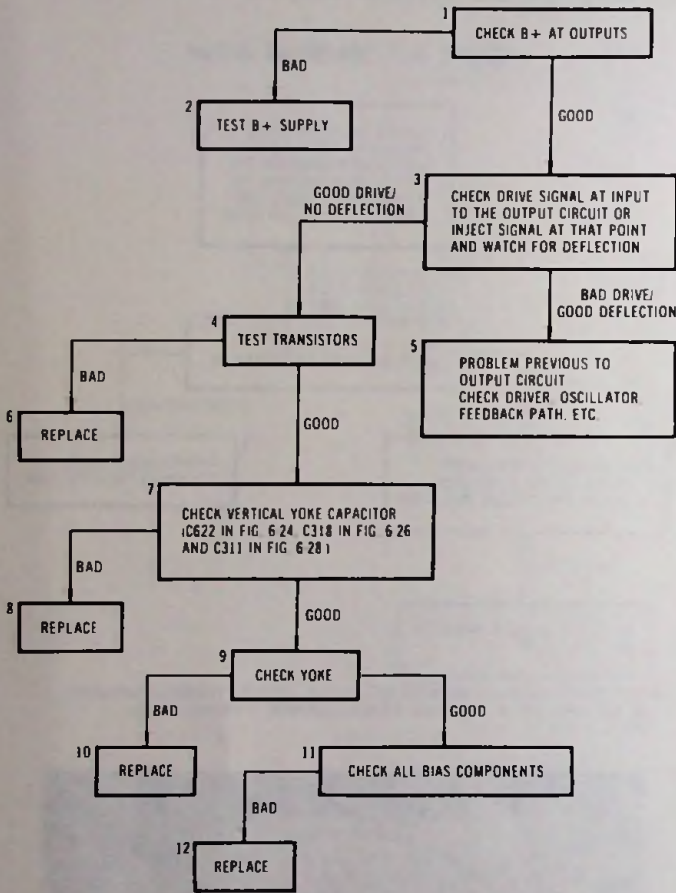 1
CHECK B+ AT OUTPUTS
BAD
GOOD
2
TEST B+ SUPPLY
3
CHECK DRIVE SIGNAL AT INPUT
TO THE OUTPUT CIRCUIT OR
INJECT SIGNAL AT THAT POINT
AND WATCH FOR DEFLECTION
GOOD DRIVE/
NO DEFLECTION
BAD DRIVE/
GOOD DEFLECTION
4
TEST TRANSISTORS
5
PROBLEM PREVIOUS TO
OUTPUT CIRCUIT
CHECK DRIVER OSCILLATOR
FEEDBACK PATH, ETC.
BAD
GOOD
6
REPLACE
7
CHECK VERTICAL YOKE CAPACITOR
(C622 IN FIG 6-24, C318 IN FIG 6-26
AND C311 IN FIG 6-28)
BAD
GOOD
8
REPLACE
9
CHECK YOKE
BAD
GOOD
10
REPLACE
11
CHECK ALL BIAS COMPONENTS
BAD
12
REPLACE